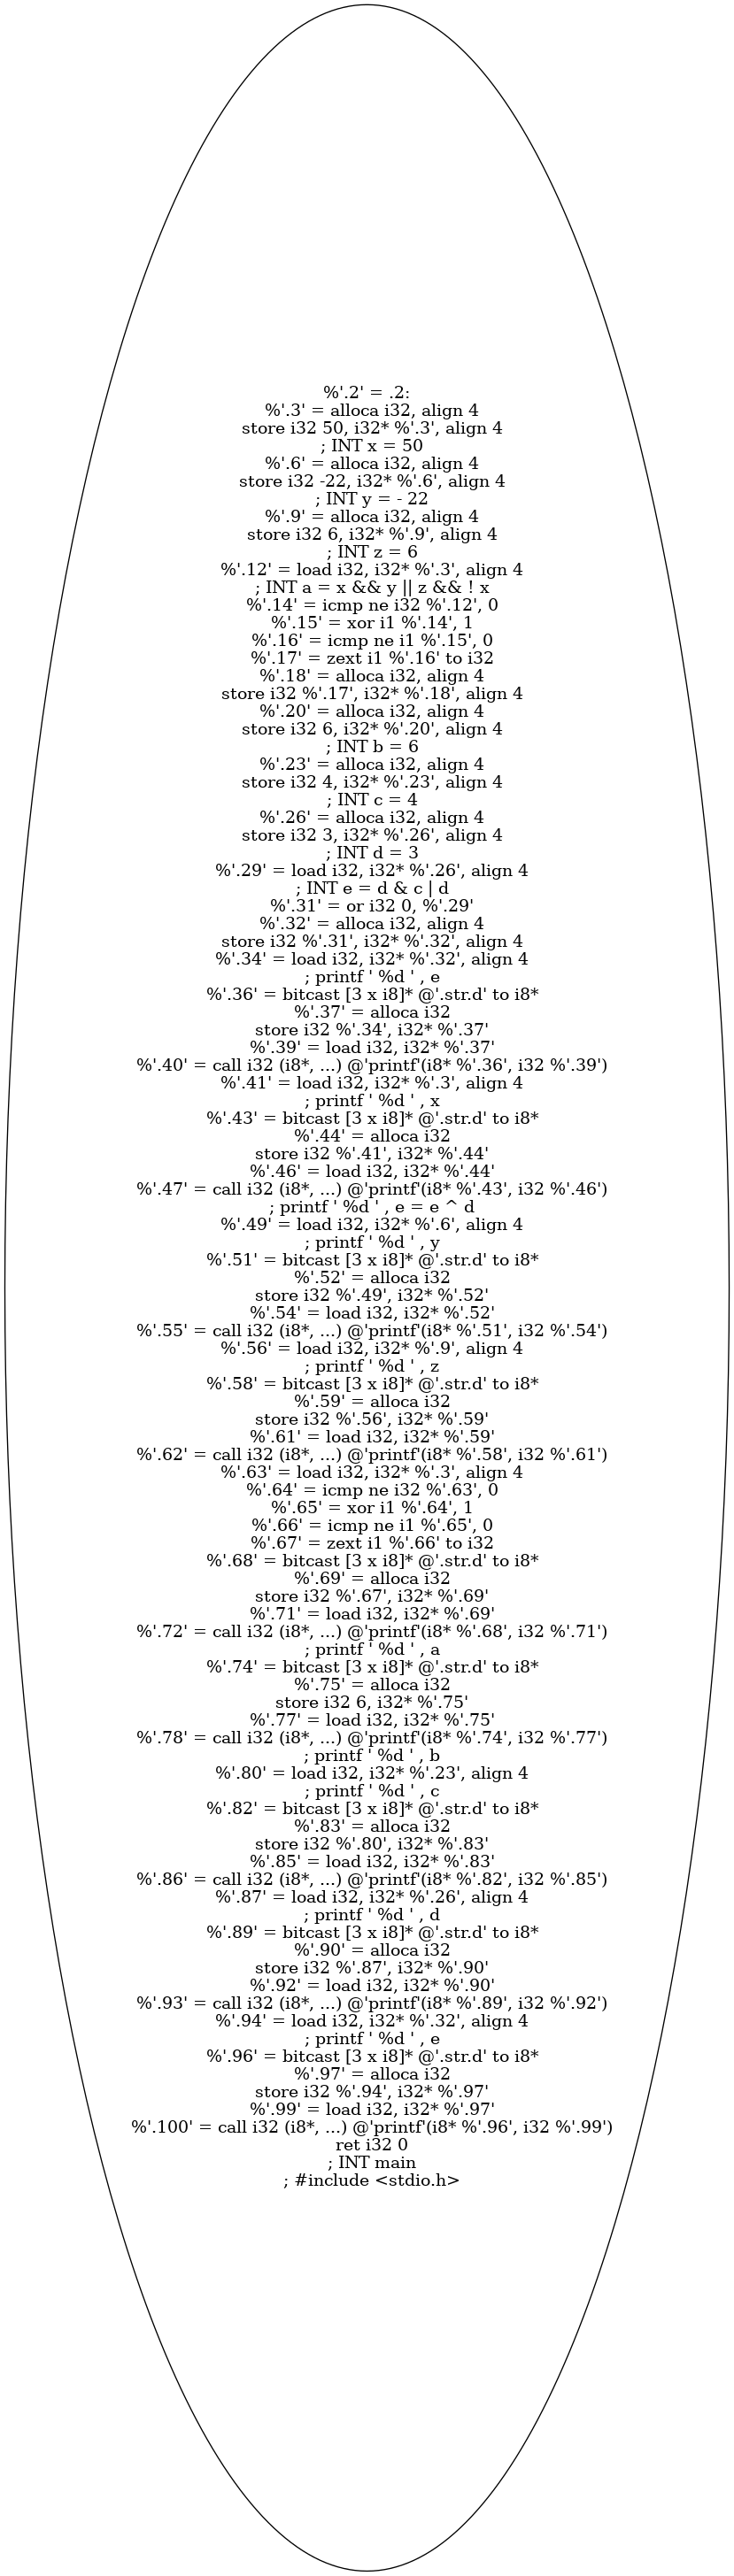 %'.2' = .2:
%'.3' = alloca i32, align 4
store i32 50, i32* %'.3', align 4
; INT x = 50
%'.6' = alloca i32, align 4
store i32 -22, i32* %'.6', align 4
; INT y = - 22
%'.9' = alloca i32, align 4
store i32 6, i32* %'.9', align 4
; INT z = 6
%'.12' = load i32, i32* %'.3', align 4
; INT a = x && y || z && ! x
%'.14' = icmp ne i32 %'.12', 0
%'.15' = xor i1 %'.14', 1
%'.16' = icmp ne i1 %'.15', 0
%'.17' = zext i1 %'.16' to i32
%'.18' = alloca i32, align 4
store i32 %'.17', i32* %'.18', align 4
%'.20' = alloca i32, align 4
store i32 6, i32* %'.20', align 4
; INT b = 6
%'.23' = alloca i32, align 4
store i32 4, i32* %'.23', align 4
; INT c = 4
%'.26' = alloca i32, align 4
store i32 3, i32* %'.26', align 4
; INT d = 3
%'.29' = load i32, i32* %'.26', align 4
; INT e = d & c | d
%'.31' = or i32 0, %'.29'
%'.32' = alloca i32, align 4
store i32 %'.31', i32* %'.32', align 4
%'.34' = load i32, i32* %'.32', align 4
; printf ' %d ' , e
%'.36' = bitcast [3 x i8]* @'.str.d' to i8*
%'.37' = alloca i32
store i32 %'.34', i32* %'.37'
%'.39' = load i32, i32* %'.37'
%'.40' = call i32 (i8*, ...) @'printf'(i8* %'.36', i32 %'.39')
%'.41' = load i32, i32* %'.3', align 4
; printf ' %d ' , x
%'.43' = bitcast [3 x i8]* @'.str.d' to i8*
%'.44' = alloca i32
store i32 %'.41', i32* %'.44'
%'.46' = load i32, i32* %'.44'
%'.47' = call i32 (i8*, ...) @'printf'(i8* %'.43', i32 %'.46')
; printf ' %d ' , e = e ^ d
%'.49' = load i32, i32* %'.6', align 4
; printf ' %d ' , y
%'.51' = bitcast [3 x i8]* @'.str.d' to i8*
%'.52' = alloca i32
store i32 %'.49', i32* %'.52'
%'.54' = load i32, i32* %'.52'
%'.55' = call i32 (i8*, ...) @'printf'(i8* %'.51', i32 %'.54')
%'.56' = load i32, i32* %'.9', align 4
; printf ' %d ' , z
%'.58' = bitcast [3 x i8]* @'.str.d' to i8*
%'.59' = alloca i32
store i32 %'.56', i32* %'.59'
%'.61' = load i32, i32* %'.59'
%'.62' = call i32 (i8*, ...) @'printf'(i8* %'.58', i32 %'.61')
%'.63' = load i32, i32* %'.3', align 4
%'.64' = icmp ne i32 %'.63', 0
%'.65' = xor i1 %'.64', 1
%'.66' = icmp ne i1 %'.65', 0
%'.67' = zext i1 %'.66' to i32
%'.68' = bitcast [3 x i8]* @'.str.d' to i8*
%'.69' = alloca i32
store i32 %'.67', i32* %'.69'
%'.71' = load i32, i32* %'.69'
%'.72' = call i32 (i8*, ...) @'printf'(i8* %'.68', i32 %'.71')
; printf ' %d ' , a
%'.74' = bitcast [3 x i8]* @'.str.d' to i8*
%'.75' = alloca i32
store i32 6, i32* %'.75'
%'.77' = load i32, i32* %'.75'
%'.78' = call i32 (i8*, ...) @'printf'(i8* %'.74', i32 %'.77')
; printf ' %d ' , b
%'.80' = load i32, i32* %'.23', align 4
; printf ' %d ' , c
%'.82' = bitcast [3 x i8]* @'.str.d' to i8*
%'.83' = alloca i32
store i32 %'.80', i32* %'.83'
%'.85' = load i32, i32* %'.83'
%'.86' = call i32 (i8*, ...) @'printf'(i8* %'.82', i32 %'.85')
%'.87' = load i32, i32* %'.26', align 4
; printf ' %d ' , d
%'.89' = bitcast [3 x i8]* @'.str.d' to i8*
%'.90' = alloca i32
store i32 %'.87', i32* %'.90'
%'.92' = load i32, i32* %'.90'
%'.93' = call i32 (i8*, ...) @'printf'(i8* %'.89', i32 %'.92')
%'.94' = load i32, i32* %'.32', align 4
; printf ' %d ' , e
%'.96' = bitcast [3 x i8]* @'.str.d' to i8*
%'.97' = alloca i32
store i32 %'.94', i32* %'.97'
%'.99' = load i32, i32* %'.97'
%'.100' = call i32 (i8*, ...) @'printf'(i8* %'.96', i32 %'.99')
ret i32 0
; INT main
; #include <stdio.h>